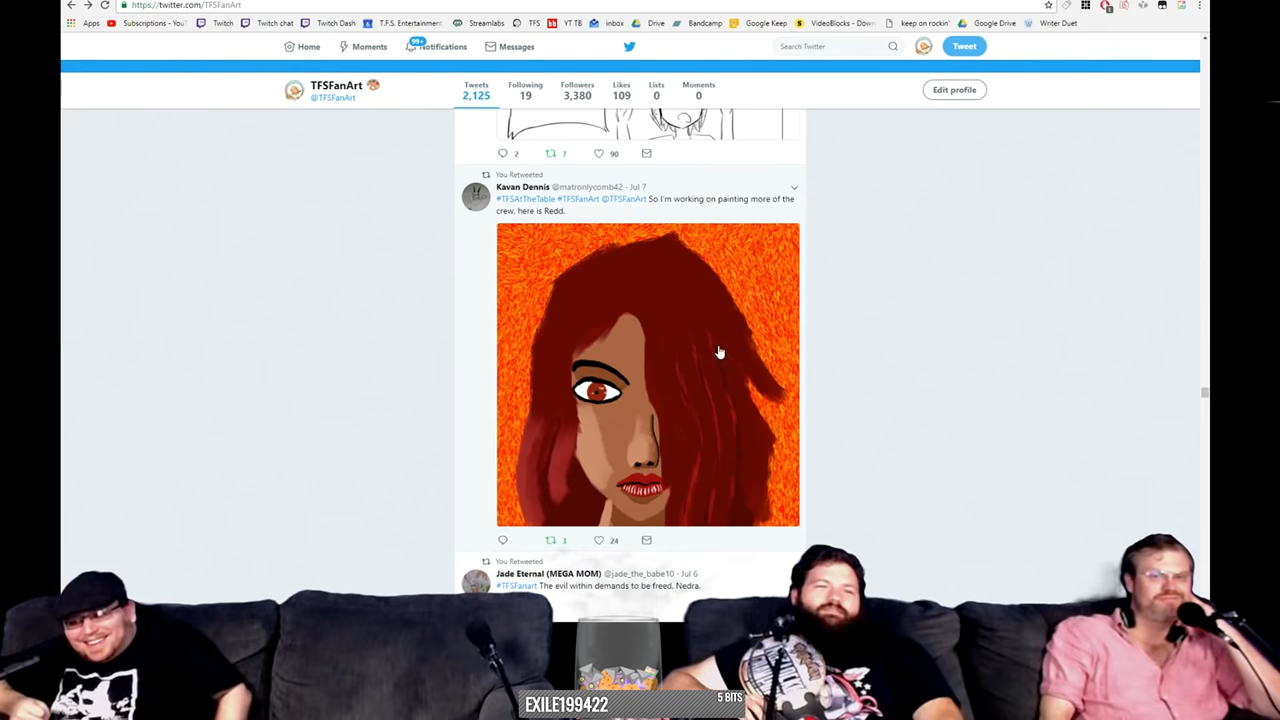 https://twitter.com/TFSFanArt
Apps Subscriptions - You Twitch Twitch chat Twitch Dash T.F.S. Entertainment Streamlabs TFS YT TB inbox Drive Bandcamp Google Keep VideoBlocks - Down keep on rockin' Google Drive Writer Duet
Home Moments 99+ Notifications Messages Search Twitter Tweet
TFSFanArt
@TFSFanArt
Tweets Following Followers Likes Lists Moments
2,125 19 3,380 109 0 0
Edit profile
2 7 90
You Retweeted
Kavan Dennis @matronlycomb42 · Jul 7
#TFSAtTheTable #TFSFanArt @TFSFanArt So I'm working on painting more of the
crew, here is Redd.
3 24
You Retweeted
Jade Eternal (MEGA MOM) @jade_the_babe10 · Jul 6
#TFSFanart The evil within demands to be freed, Nedra.
EXILE199422 5 BITS